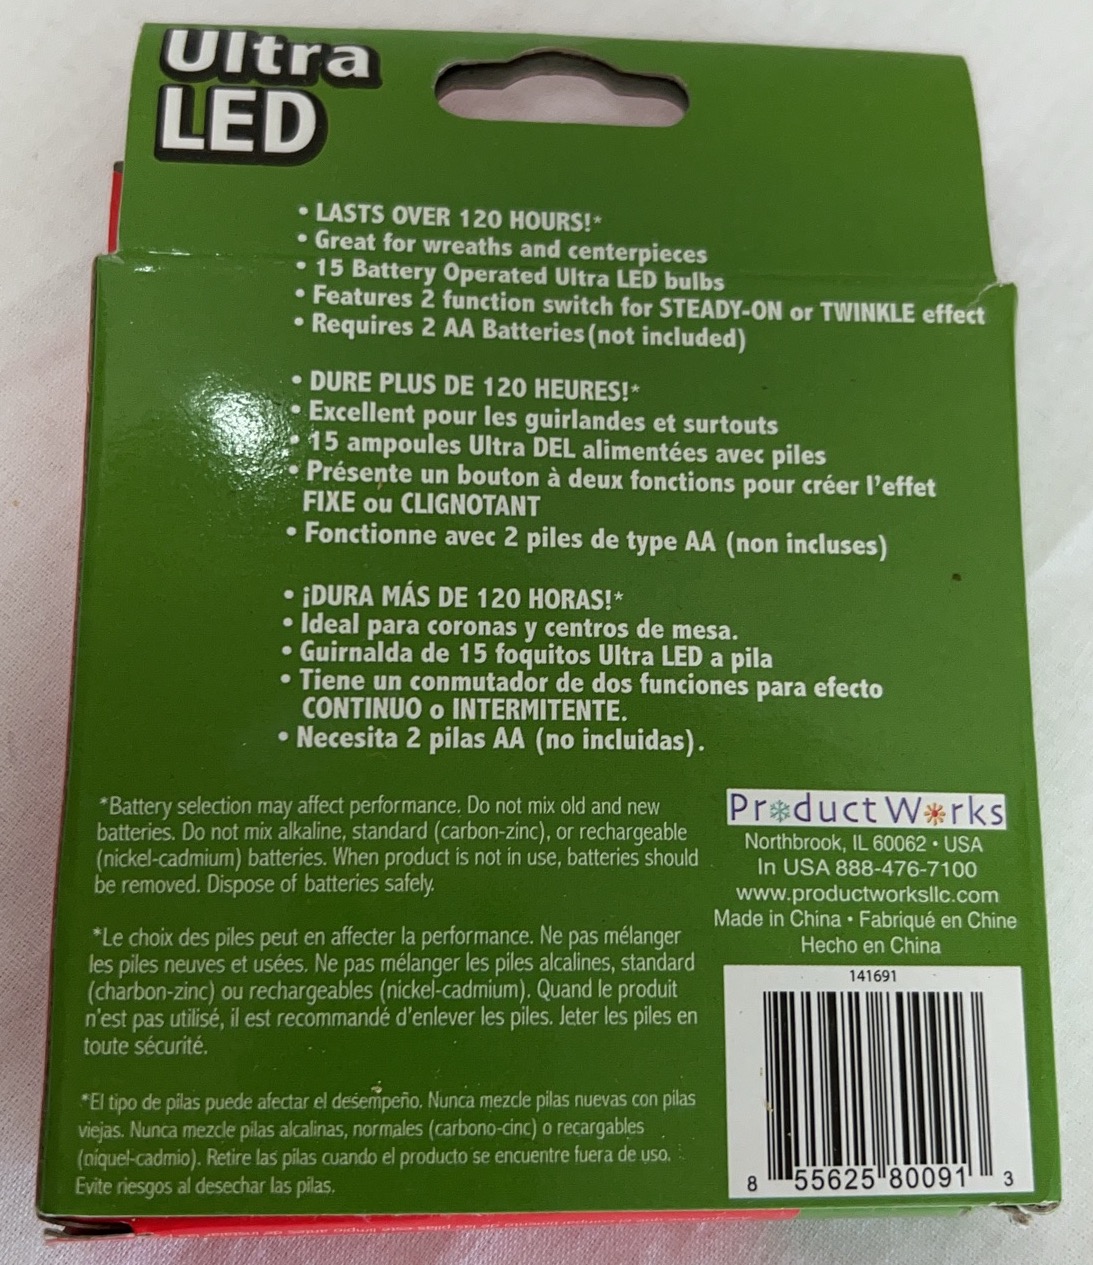 Ultra
LED
• LASTS OVER 120 HOURS!*
• Great for wreaths and centerpieces
• 15 Battery Operated Ultra LED bulbs
• Features 2 function switch for STEADY-ON or TWINKLE effect
• Requires 2 AA Batteries (not included)
• DURE PLUS DE 120 HEURES!*
• Excellent pour les guirlandes et surtouts
• 15 ampoules Ultra DEL alimentées avec piles
• Présente un bouton à deux fonctions pour créer l'effet
FIXE ou CLIGNOTANT
• Fonctionne avec 2 piles de type AA (non incluses)
• ¡DURA MÁS DE 120 HORAS!*
• Ideal para coronas y centros de mesa.
• Guirnalda de 15 foquitos Ultra LED a pila
• Tiene un conmutador de dos funciones para efecto
CONTINUO o INTERMITENTE.
• Necesita 2 pilas AA (no incluidas).
*Battery selection may affect performance. Do not mix old and new
batteries. Do not mix alkaline, standard (carbon-zinc), or rechargeable
(nickel-cadmium) batteries. When product is not in use, batteries should
be removed. Dispose of batteries safely.
*Le choix des piles peut en affecter la performance. Ne pas mélanger
les piles neuves et usées. Ne pas mélanger les piles alcalines, standard
(charbon-zinc) ou rechargeables (nickel-cadmium). Quand le produit
n'est pas utilisé, il est recommandé d'enlever les piles. Jeter les piles en
toute sécurité.
*El tipo de pilas puede afectar el desempeño. Nunca mezcle pilas nuevas con pilas
viejas. Nunca mezcle pilas alcalinas, normales (carbono-cinc) o recargables
(níquel-cadmio). Retire las pilas cuando el producto se encuentre fuera de uso.
Evite riesgos al desechar las pilas.
Product Works
Northbrook, IL 60062 • USA
In USA 888-476-7100
www.productworksllc.com
Made in China • Fabriqué en Chine
Hecho en China
141691
8 55625 80091 3